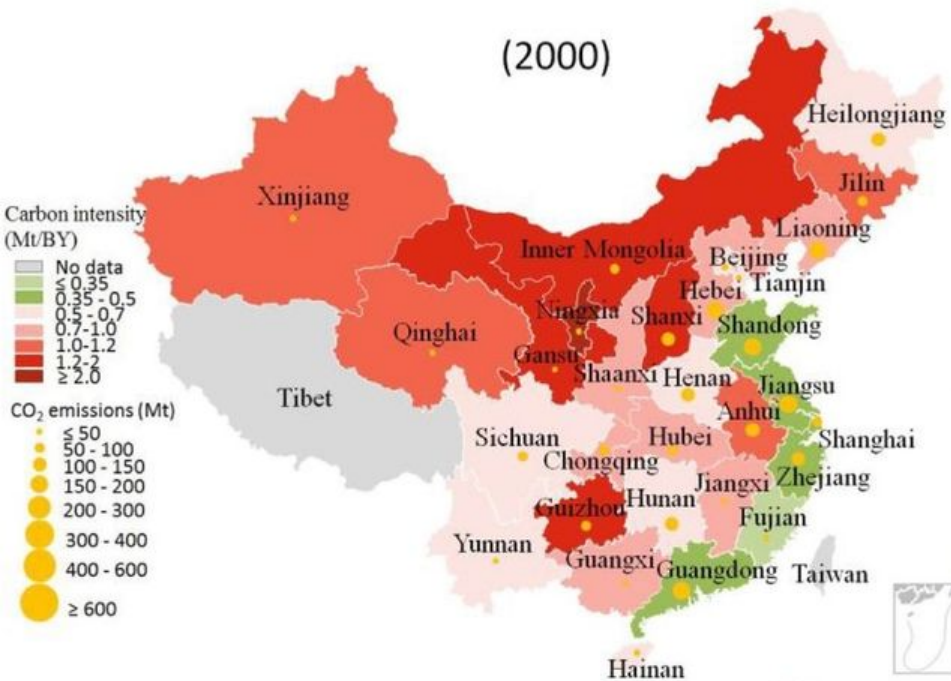 (2000)
Heilongjiang
Jilin
Xinjiang
Liaoning
Carbon intensity
(Mt/BY)
Inner Mongolia
Beijing
No data
≤ 0.35
0.35 - 0.5
0.5 - 0.7
0.7-1.0
1.0-1.2
1.2-2
≥ 2.0
Tianjin
Hebei
Ningxia
Shanxi
Shandong
Qinghai
Gansu
Shaanxi
Henan
Jiangsu
Tibet
Anhui
CO₂ emissions (Mt)
≤ 50
50 - 100
100 - 150
150 - 200
200 - 300
300 - 400
400 - 600
≥ 600
Sichuan
Hubei
Shanghai
Chongqing
Zhejiang
Jiangxi
Guizhou
Hunan
Fujian
Yunnan
Guangxi
Guangdong
Taiwan
Hainan